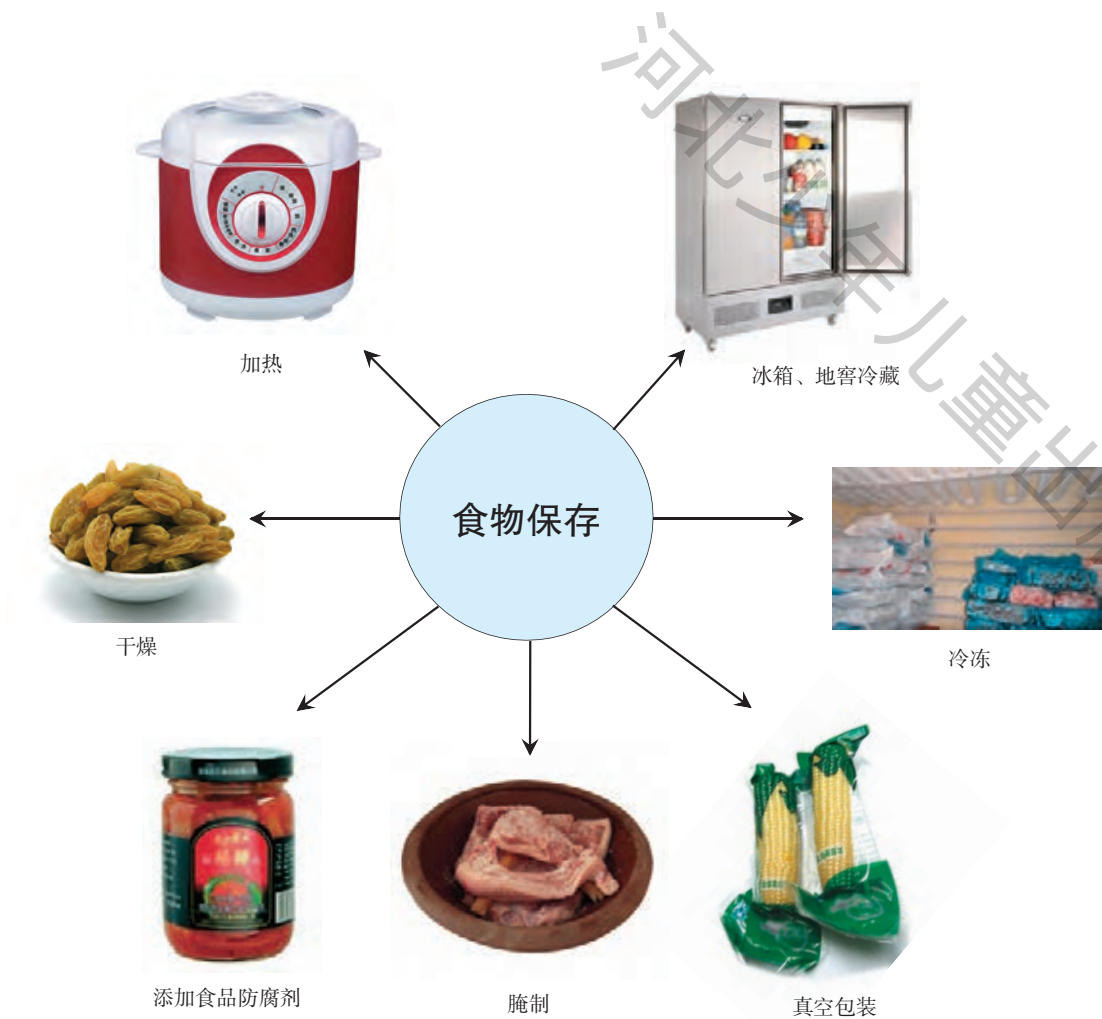 加热
冰箱、地窖冷藏
食物保存
干燥
冷冻
添加食品防腐剂
腌制
真空包装
河北少年儿童出